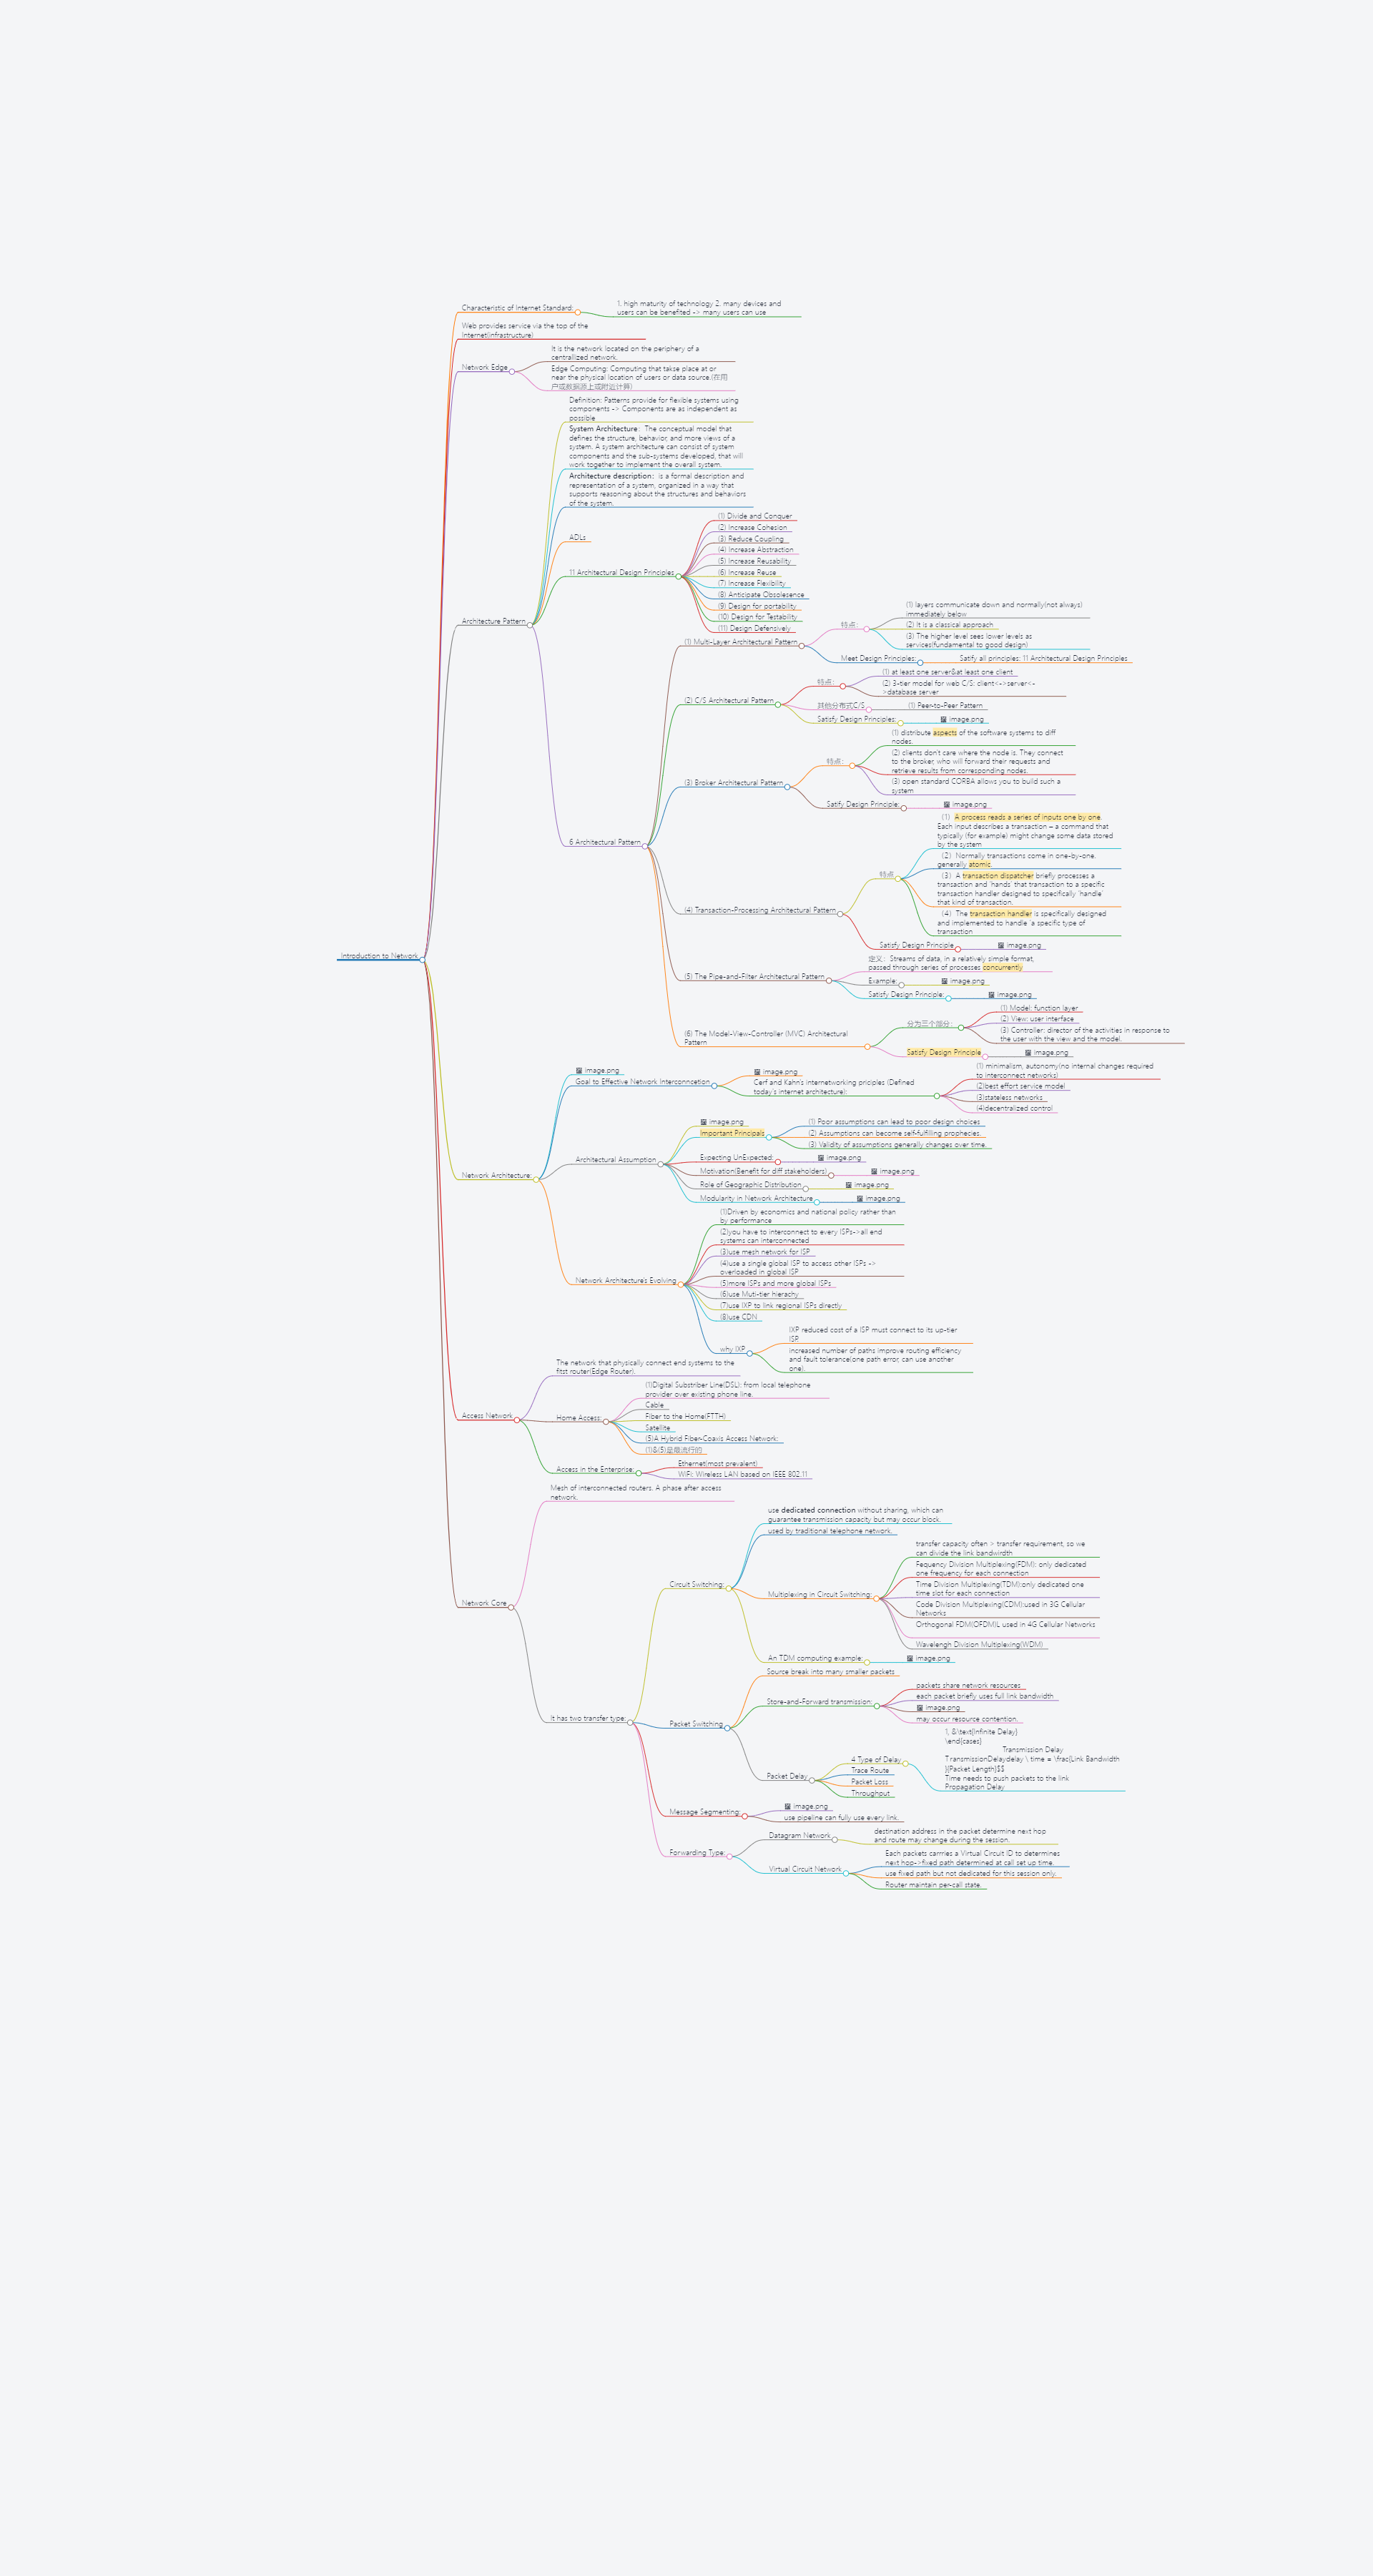 Introduction to Network
Characteristic of Internet Standard:
1. high maturity of technology 2. many devices and
users can be benefited -> many users can use
Web provides service via the top of the
Internet(Infrastructure)
Network Edge
It is the network located on the periphery of a
centrallized network.
Edge Computing: Computing that takse place at or
near the physical location of users or data source.(在用
户或数据源上或附近计算)
Architecture Pattern
Definition: Patterns provide for flexible systems using
components -> Components are as independent as
possible
System Architecture：The conceptual model that
defines the structure, behavior, and more views of a
system. A system architecture can consist of system
components and the sub-systems developed, that will
work together to implement the overall system.
Architecture description：is a formal description and
representation of a system, organized in a way that
supports reasoning about the structures and behaviors
of the system.
ADLs
11 Architectural Design Principles
(1) Divide and Conquer
(2) Increase Cohesion
(3) Reduce Coupling
(4) Increase Abstraction
(5) Increase Reusability
(6) Increase Reuse
(7) Increase Flexibility
(8) Anticipate Obsolesence
(9) Design for portability
(10) Design for Testability
(11) Design Defensively
6 Architectural Pattern
(1) Multi-Layer Architectural Pattern
特点：
(1) layers communicate down and normally(not always)
immediately below
(2) It is a classical approach
(3) The higher level sees lower levels as
services(fundamental to good design)
Meet Design Principles:
Satify all principles: 11 Architectural Design Principles
(2) C/S Architectural Pattern
特点：
(1) at least one server&at least one client
(2) 3-tier model for web C/S: client<->server<-
>database server
其他分布式C/S
(1) Peer-to-Peer Pattern
Satisfy Design Principles:
image.png
(3) Broker Architectural Pattern
特点：
(1) distribute aspects of the software systems to diff
nodes.
(2) clients don't care where the node is. They connect
to the broker, who will forward their requests and
retrieve results from corresponding nodes.
(3) open standard CORBA allows you to build such a
system
Satify Design Principle:
image.png
(4) Transaction-Processing Architectural Pattern
特点
（1）A process reads a series of inputs one by one.
Each input describes a transaction – a command that
typically (for example) might change some data stored
by the system
（2）Normally transactions come in one-by-one,
generally atomic.
（3）A transaction dispatcher briefly processes a
transaction and 'hands' that transaction to a specific
transaction handler designed to specifically 'handle'
that kind of transaction.
（4）The transaction handler is specifically designed
and implemented to handle 'a specific type of
transaction
Satisfy Design Principle
image.png
(5) The Pipe-and-Filter Architectural Pattern
定义：Streams of data, in a relatively simple format,
passed through series of processes concurrently
Example:
image.png
Satisfy Design Principle:
image.png
(6) The Model-View-Controller (MVC) Architectural
Pattern
分为三个部分：
(1) Model: function layer
(2) View: user interface
(3) Controller: director of the activities in response to
the user with the view and the model.
Satisfy Design Principle
image.png
Network Architecture:
image.png
Goal to Effective Network Interconncetion
image.png
Cerf and Kahn's internetworking priciples (Defined
today's internet architecture):
(1) minimalism, autonomy(no internal changes required
to interconnect networks)
(2)best effort service model
(3)stateless networks
(4)decentralized control
Architectural Assumption
image.png
Important Principals
(1) Poor assumptions can lead to poor design choices.
(2) Assumptions can become self-fulfilling prophecies.
(3) Validity of assumptions generally changes over time.
Expecting UnExpected:
image.png
Motivation(Benefit for diff stakeholders)
image.png
Role of Geographic Distribution
image.png
Modularity in Network Architecture
image.png
Network Architecture's Evolving
(1)Driven by economics and national policy rather than
by performance
(2)you have to interconnect to every ISPs->all end
systems can interconnected
(3)use mesh network for ISP
(4)use a single global ISP to access other ISPs ->
overloaded in global ISP
(5)more ISPs and more global ISPs
(6)use Muti-tier hierachy
(7)use IXP to link regional ISPs directly
(8)use CDN
why IXP
IXP reduced cost of a ISP must connect to its up-tier
ISP.
increased number of paths improve routing efficiency
and fault tolerance(one path error, can use another
one).
Access Network
The network that physically connect end systems to the
fitst router(Edge Router).
Home Access:
(1)Digital Substriber Line(DSL): from local telephone
provider over existing phone line.
Cable
Fiber to the Home(FTTH)
Satellite
(5)A Hybrid Fiber-Coaxis Access Network:
(1)&(5)是最流行的
Access in the Enterprise:
Ethernet(most prevalent)
WiFi: Wireless LAN based on IEEE 802.11
Network Core
Mesh of interconnected routers. A phase after access
network.
It has two transfer type:
Circuit Switching:
use dedicated connection without sharing, which can
guarantee transmission capacity but may occur block.
used by traditional telephone network.
Multiplexing in Circuit Switching:
transfer capacity often > transfer requirement, so we
can divide the link bandwirdth
Fequency Division Multiplexing(FDM): only dedicated
one frequency for each connection
Time Division Multiplexing(TDM):only dedicated one
time slot for each connection
Code Division Multiplexing(CDM):used in 3G Cellular
Networks
Orthogonal FDM(OFDM)L used in 4G Cellular Networks
Wavelengh Division Multiplexing(WDM)
An TDM computing example:
image.png
Packet Switching
Source break into many smaller packets
Store-and-Forward transmission:
packets share network resources
each packet briefly uses full link bandwidth
image.png
may occur resource contention.
Packet Delay
4 Type of Delay
1, &\text{Infinite Delay}
\end{cases}
Transmission Delay
TransmissionDelaydelay \ time = \frac{Link Bandwidth
}{Packet Length}$$
Time needs to push packets to the link
Propagation Delay
Trace Route
Packet Loss
Throughput
Message Segmenting:
image.png
use pipeline can fully use every link.
Forwarding Type:
Datagram Network
destination address in the packet determine next hop
and route may change during the session.
Virtual Circuit Network
Each packets carrries a Virtual Circuit ID to determines
next hop->fixed path determined at call set up time.
use fixed path but not dedicated for this session only.
Router maintain per-call state.